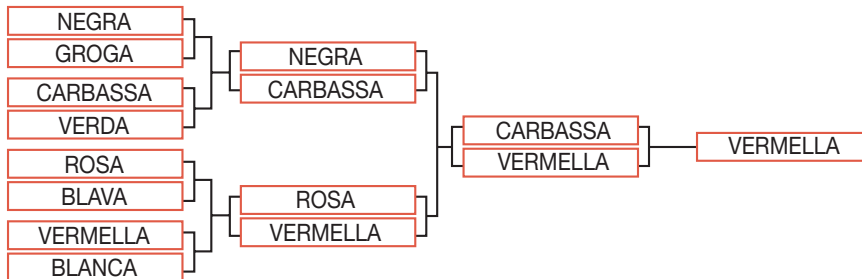 NEGRA
GROGA
CARBASSA
VERDA
ROSA
BLAVA
VERMELLA
BLANCA
NEGRA
CARBASSA
ROSA
VERMELLA
CARBASSA
VERMELLA
VERMELLA